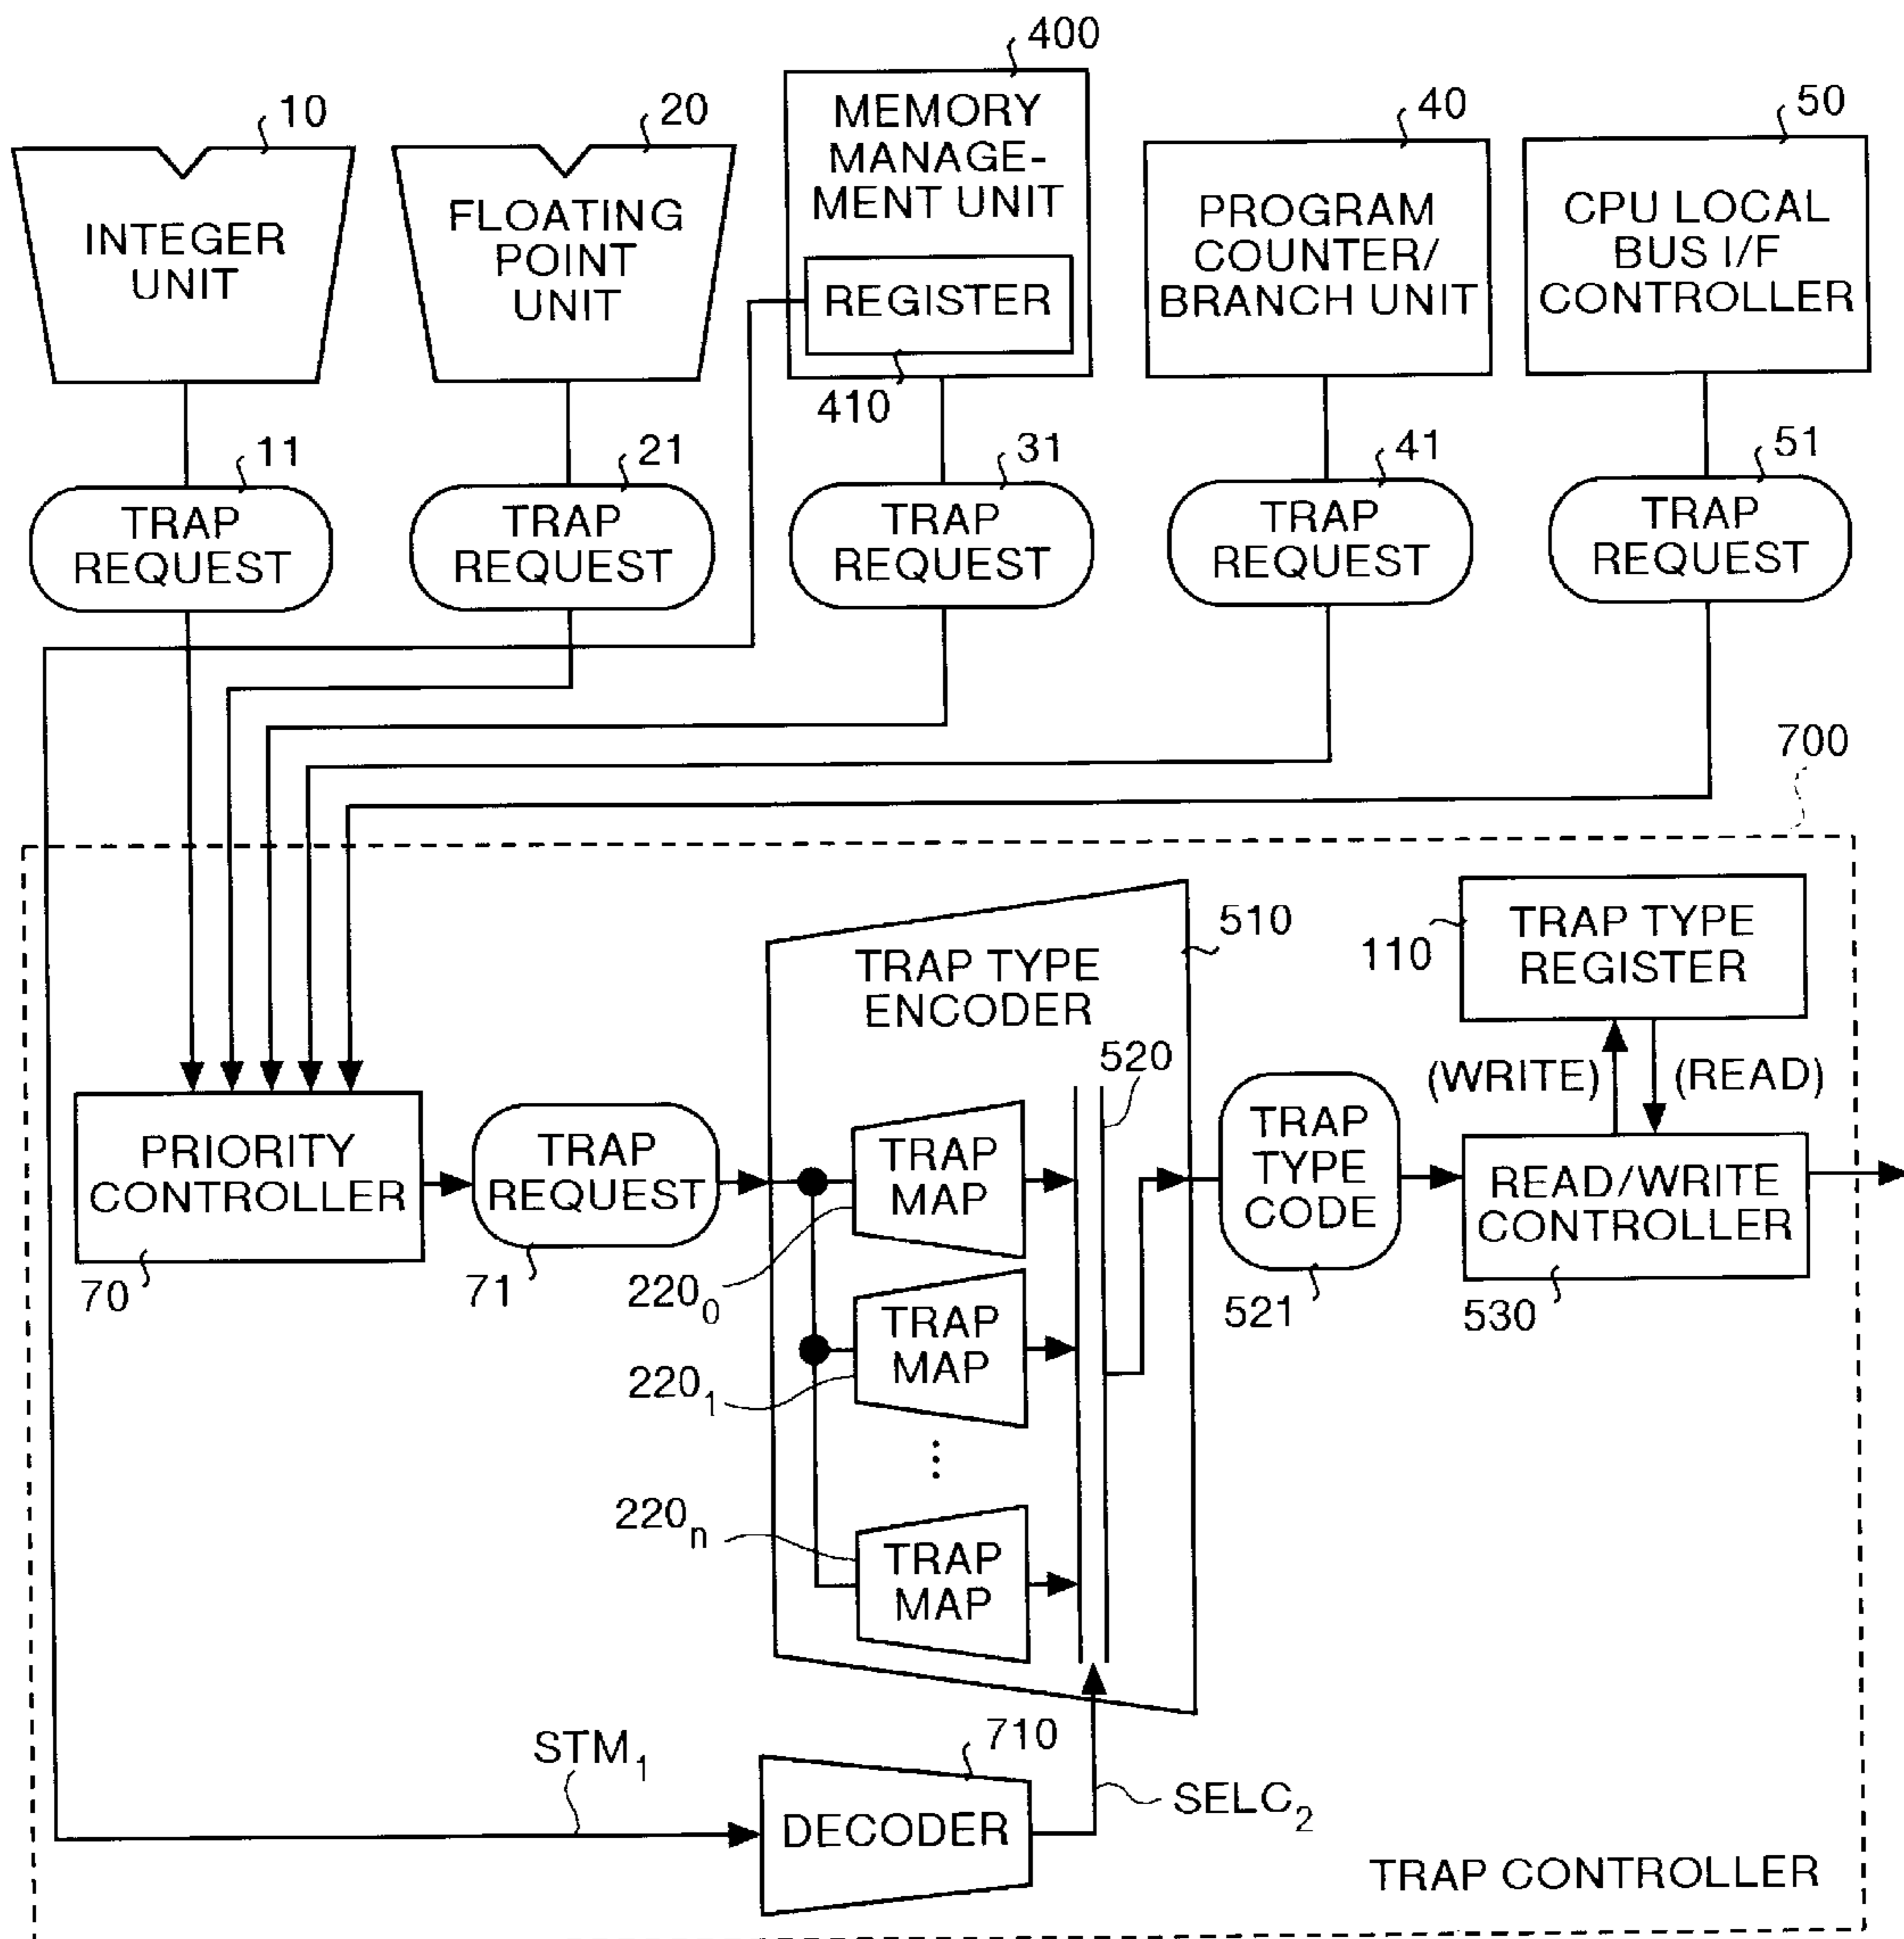 400
10
20
40
50
MEMORY
MANAGE-
MENT UNIT
REGISTER
410
INTEGER
UNIT
FLOATING
POINT
UNIT
PROGRAM
COUNTER/
BRANCH UNIT
CPU LOCAL
BUS I/F
CONTROLLER
11
21
31
41
51
TRAP
REQUEST
TRAP
REQUEST
TRAP
REQUEST
TRAP
REQUEST
TRAP
REQUEST
700
510
TRAP TYPE
ENCODER
520
110
TRAP TYPE
REGISTER
(WRITE)
(READ)
PRIORITY
CONTROLLER
70
TRAP
REQUEST
71
TRAP
MAP
220₀
TRAP
MAP
220₁
⋮
TRAP
MAP
220ₙ
TRAP
TYPE
CODE
521
READ/WRITE
CONTROLLER
530
STM₁
710
DECODER
SELC₂
TRAP CONTROLLER